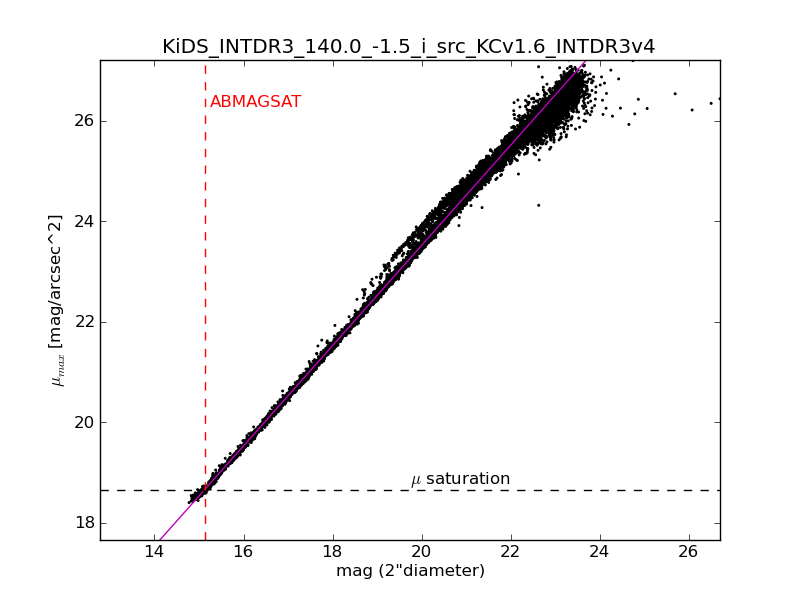 KiDS_INTDR3_140.0_-1.5_i_src_KCv1.6_INTDR3v4
ABMAGSAT
26
24
22
20
18
μ_max [mag/arcsec^2]
μ saturation
14 16 18 20 22 24 26
mag (2"diameter)